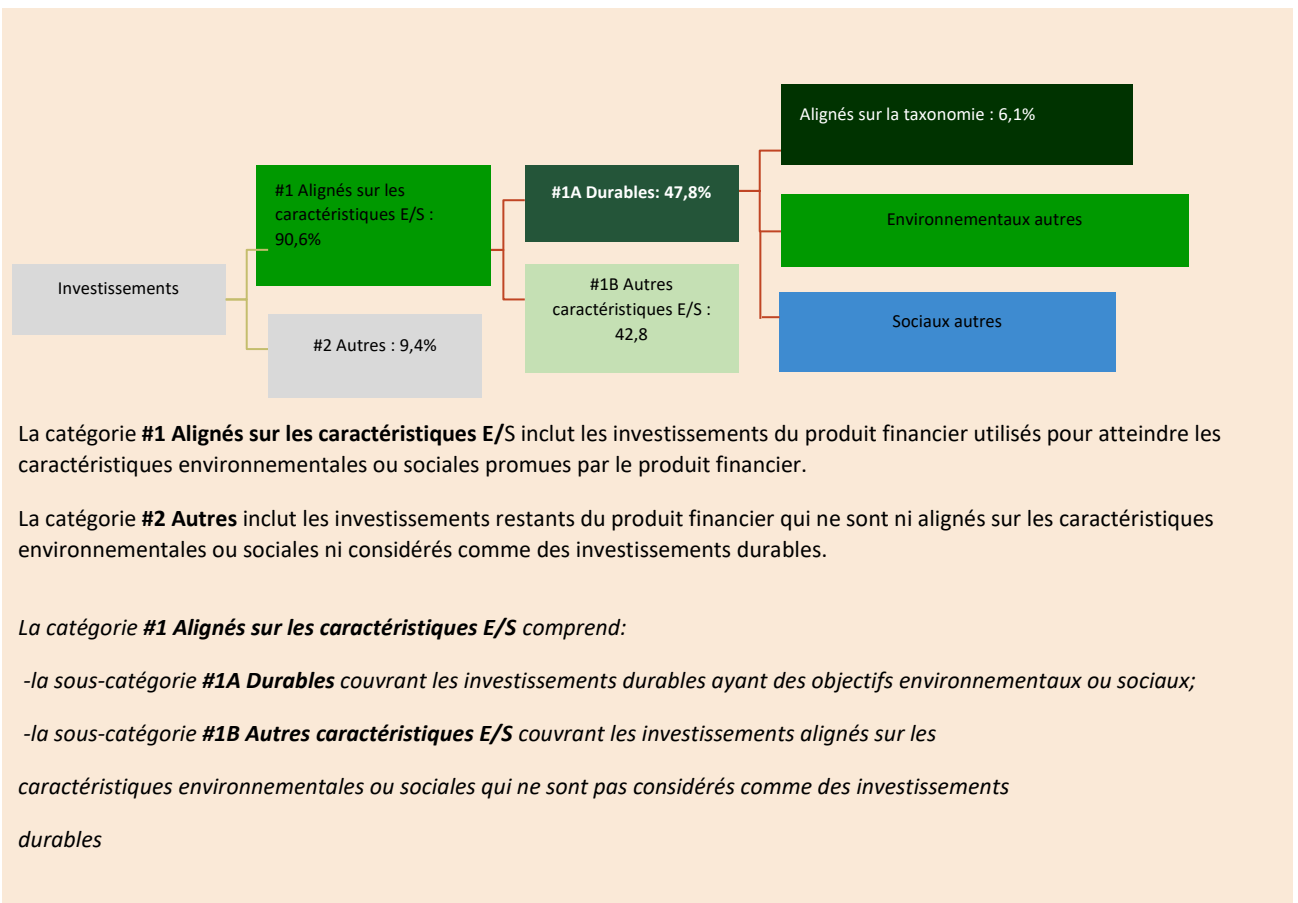 Alignés sur la taxonomie : 6,1%
#1 Alignés sur les
caractéristiques E/S :
90,6%
#1A Durables: 47,8%
Environnementaux autres
Investissements
#1B Autres
caractéristiques E/S :
42,8
Sociaux autres
#2 Autres : 9,4%
La catégorie #1 Alignés sur les caractéristiques E/S inclut les investissements du produit financier utilisés pour atteindre les
caractéristiques environnementales ou sociales promues par le produit financier.
La catégorie #2 Autres inclut les investissements restants du produit financier qui ne sont ni alignés sur les caractéristiques
environnementales ou sociales ni considérés comme des investissements durables.
La catégorie #1 Alignés sur les caractéristiques E/S comprend:
-la sous-catégorie #1A Durables couvrant les investissements durables ayant des objectifs environnementaux ou sociaux;
-la sous-catégorie #1B Autres caractéristiques E/S couvrant les investissements alignés sur les
caractéristiques environnementales ou sociales qui ne sont pas considérés comme des investissements
durables